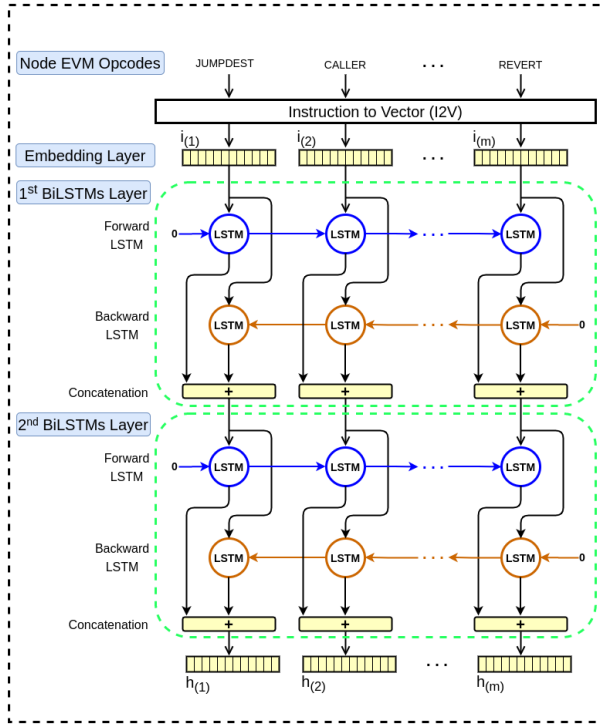 Node EVM Opcodes JUMPDEST CALLER . . . REVERT
Instruction to Vector (I2V)
i(1) i(2) i(m)
Embedding Layer . . .
1st BiLSTMs Layer
Forward LSTM
0 LSTM LSTM . . . LSTM
Backward LSTM
LSTM LSTM . . . LSTM 0
Concatenation + + +
2nd BiLSTMs Layer
Forward LSTM
0 LSTM LSTM . . . LSTM
Backward LSTM
LSTM LSTM . . . LSTM 0
Concatenation + + +
. . .
h(1) h(2) h(m)